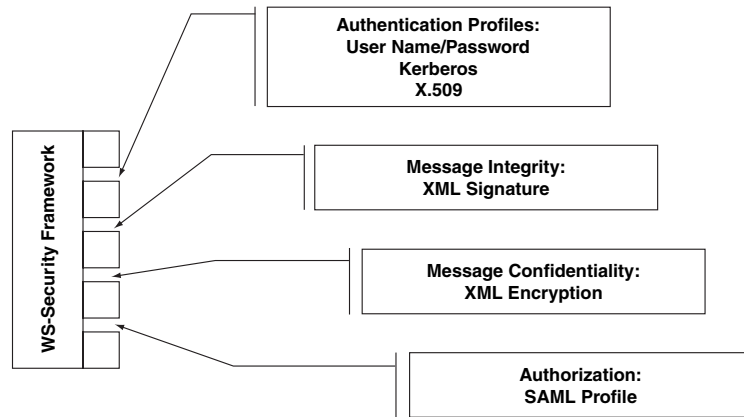 Authentication Profiles:
User Name/Password
Kerberos
X.509
WS-Security Framework
Message Integrity:
XML Signature
Message Confidentiality:
XML Encryption
Authorization:
SAML Profile